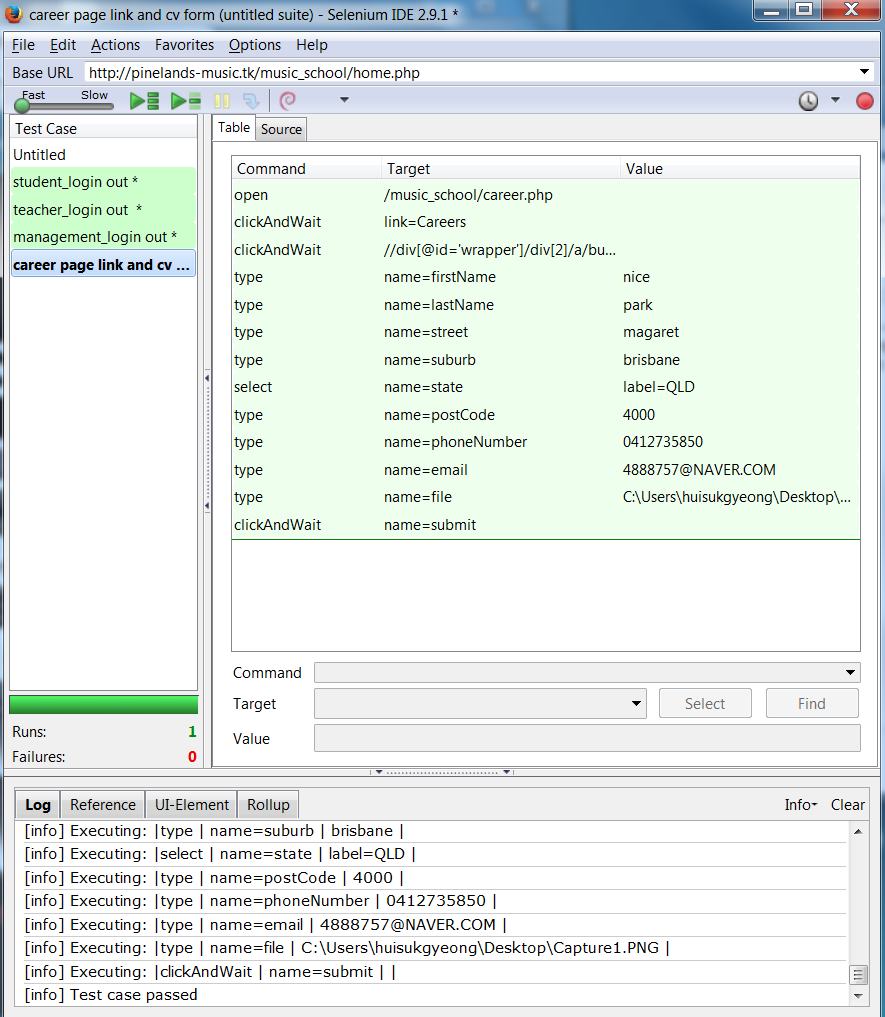 career page link and cv form (untitled suite) - Selenium IDE 2.9.1 *
File Edit Actions Favorites Options Help
Base URL http://pinelands-music.tk/music_school/home.php
Fast Slow
Test Case
Untitled
student_login out *
teacher_login out *
management_login out *
career page link and cv ...
Table Source
Command Target Value
open /music_school/career.php
clickAndWait link=Careers
clickAndWait //div[@id='wrapper']/div[2]/a/bu...
type name=firstName nice
type name=lastName park
type name=street magaret
type name=suburb brisbane
select name=state label=QLD
type name=postCode 4000
type name=phoneNumber 0412735850
type name=email 4888757@NAVER.COM
type name=file C:\Users\huisukgyeong\Desktop\...
clickAndWait name=submit
Command
Target Select Find
Value
Runs: 1
Failures: 0
Log Reference UI-Element Rollup Info Clear
[info] Executing: |type | name=suburb | brisbane |
[info] Executing: |select | name=state | label=QLD |
[info] Executing: |type | name=postCode | 4000 |
[info] Executing: |type | name=phoneNumber | 0412735850 |
[info] Executing: |type | name=email | 4888757@NAVER.COM |
[info] Executing: |type | name=file | C:\Users\huisukgyeong\Desktop\Capture1.PNG |
[info] Executing: |clickAndWait | name=submit | |
[info] Test case passed